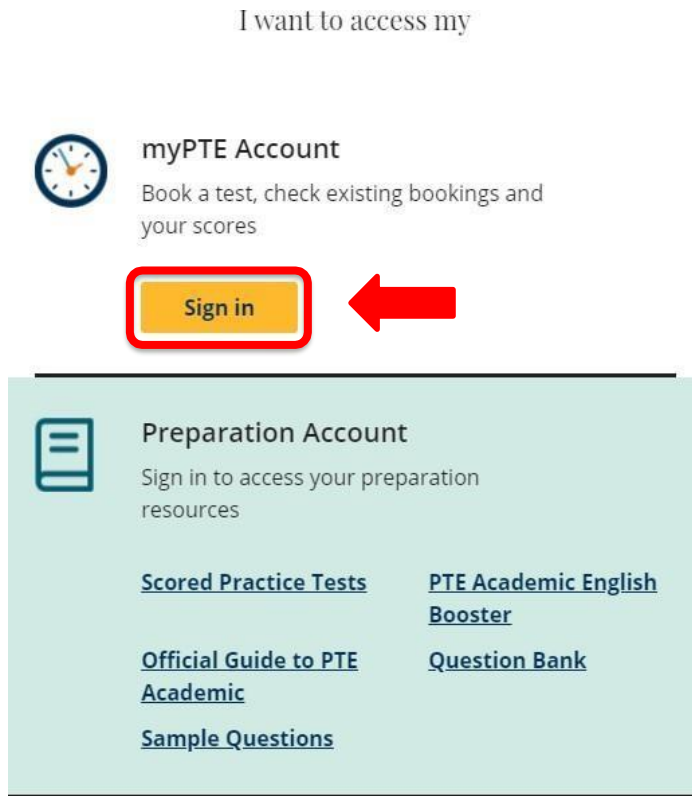 I want to access my
myPTE Account
Book a test, check existing bookings and
your scores
Sign in
Preparation Account
Sign in to access your preparation
resources
Scored Practice Tests
PTE Academic English
Booster
Official Guide to PTE
Academic
Question Bank
Sample Questions